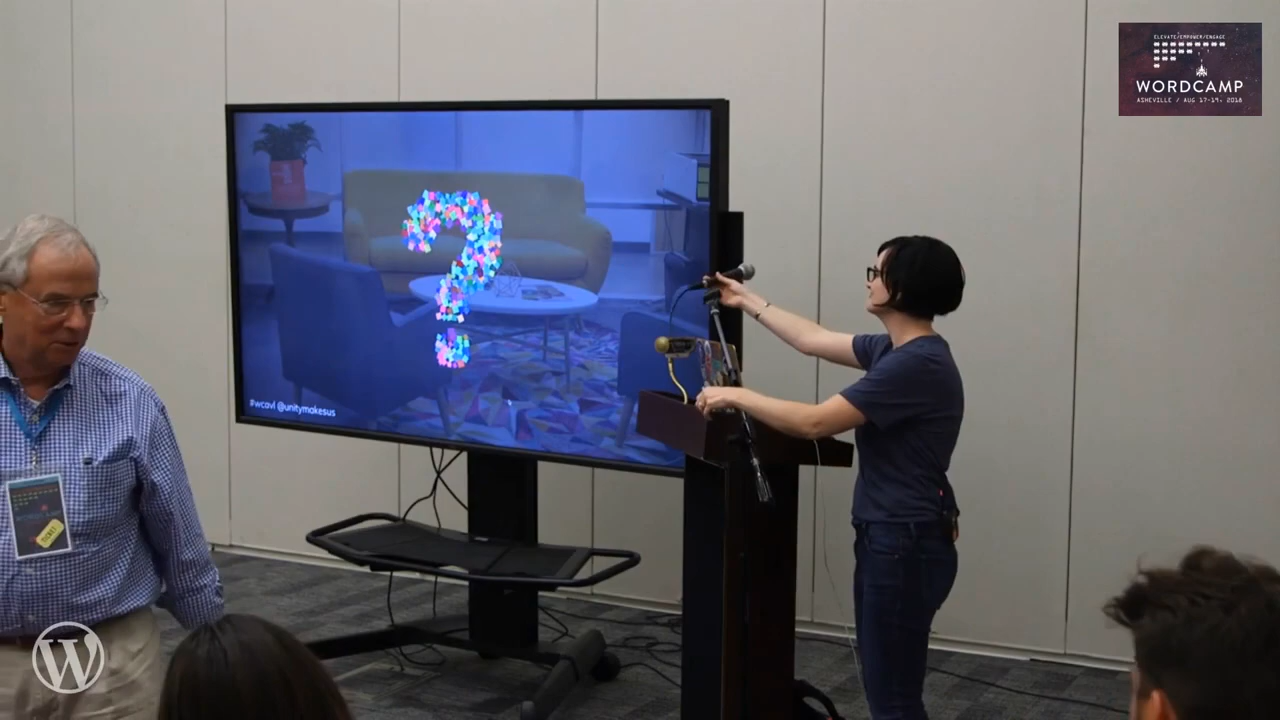 ELEVATE/EMPOWER/ENGAGE
WORDCAMP
ASHEVILLE / AUG 17-19, 2018
?
#wcavl @unitymakesus
W